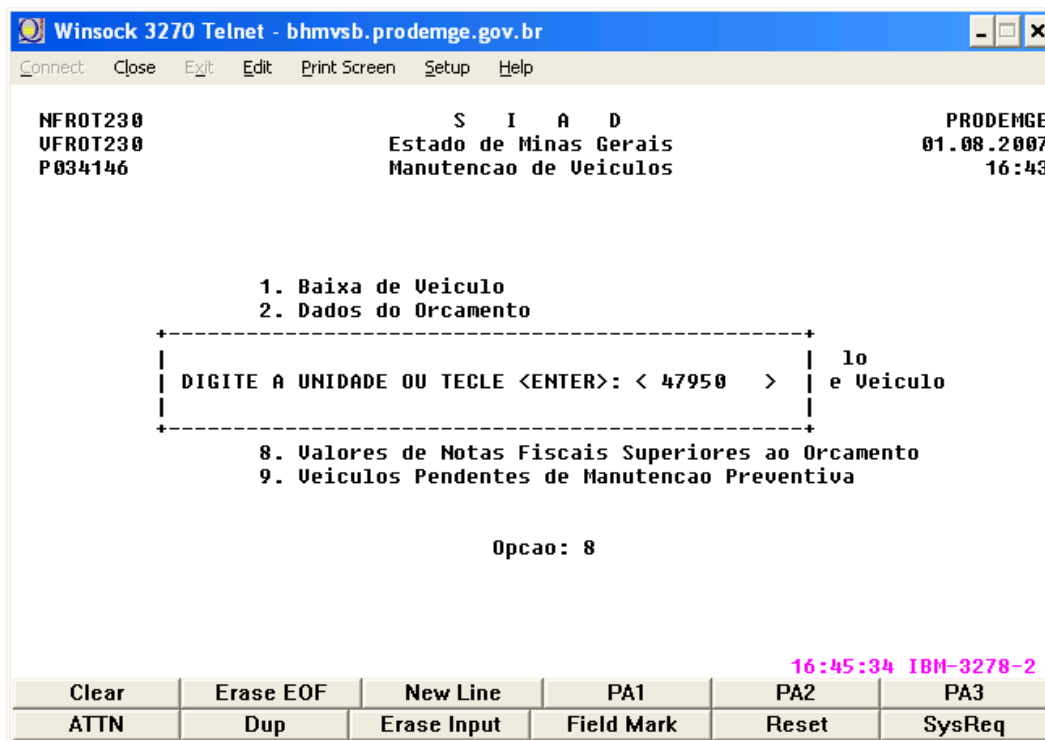 Winsock 3270 Telnet - bhmvsb.prodemge.gov.br
Connect Close Exit Edit Print Screen Setup Help
NFROT230 S I A D PRODEMGE
VFROT230 Estado de Minas Gerais 01.08.2007
P034146 Manutencao de Veiculos 16:43
1. Baixa de Veiculo
2. Dados do Orcamento
+-------------------------------------------------+
| | lo
| DIGITE A UNIDADE OU TECLE <ENTER>: < 47950 > | e Veiculo
| |
+-------------------------------------------------+
8. Valores de Notas Fiscais Superiores ao Orcamento
9. Veiculos Pendentes de Manutencao Preventiva
Opcao: 8
16:45:34 IBM-3278-2
Clear Erase EOF New Line PA1 PA2 PA3
ATTN Dup Erase Input Field Mark Reset SysReq